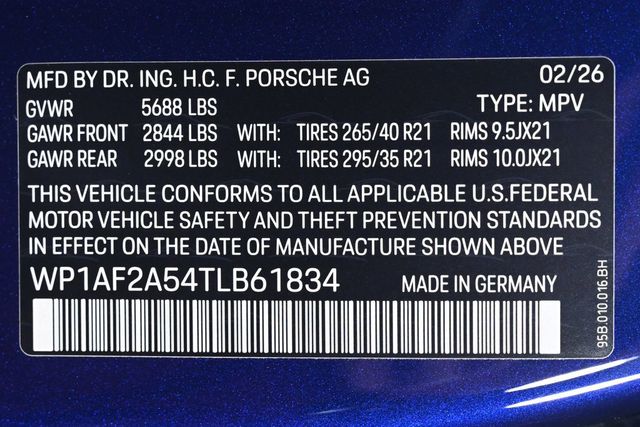 MFD BY DR. ING. H.C. F. PORSCHE AG 02/26
GVWR 5688 LBS TYPE: MPV
GAWR FRONT 2844 LBS WITH: TIRES 265/40 R21 RIMS 9.5JX21
GAWR REAR 2998 LBS WITH: TIRES 295/35 R21 RIMS 10.0JX21
THIS VEHICLE CONFORMS TO ALL APPLICABLE U.S.FEDERAL
MOTOR VEHICLE SAFETY AND THEFT PREVENTION STANDARDS
IN EFFECT ON THE DATE OF MANUFACTURE SHOWN ABOVE
WP1AF2A54TLB61834 MADE IN GERMANY
95B.010.016.BH